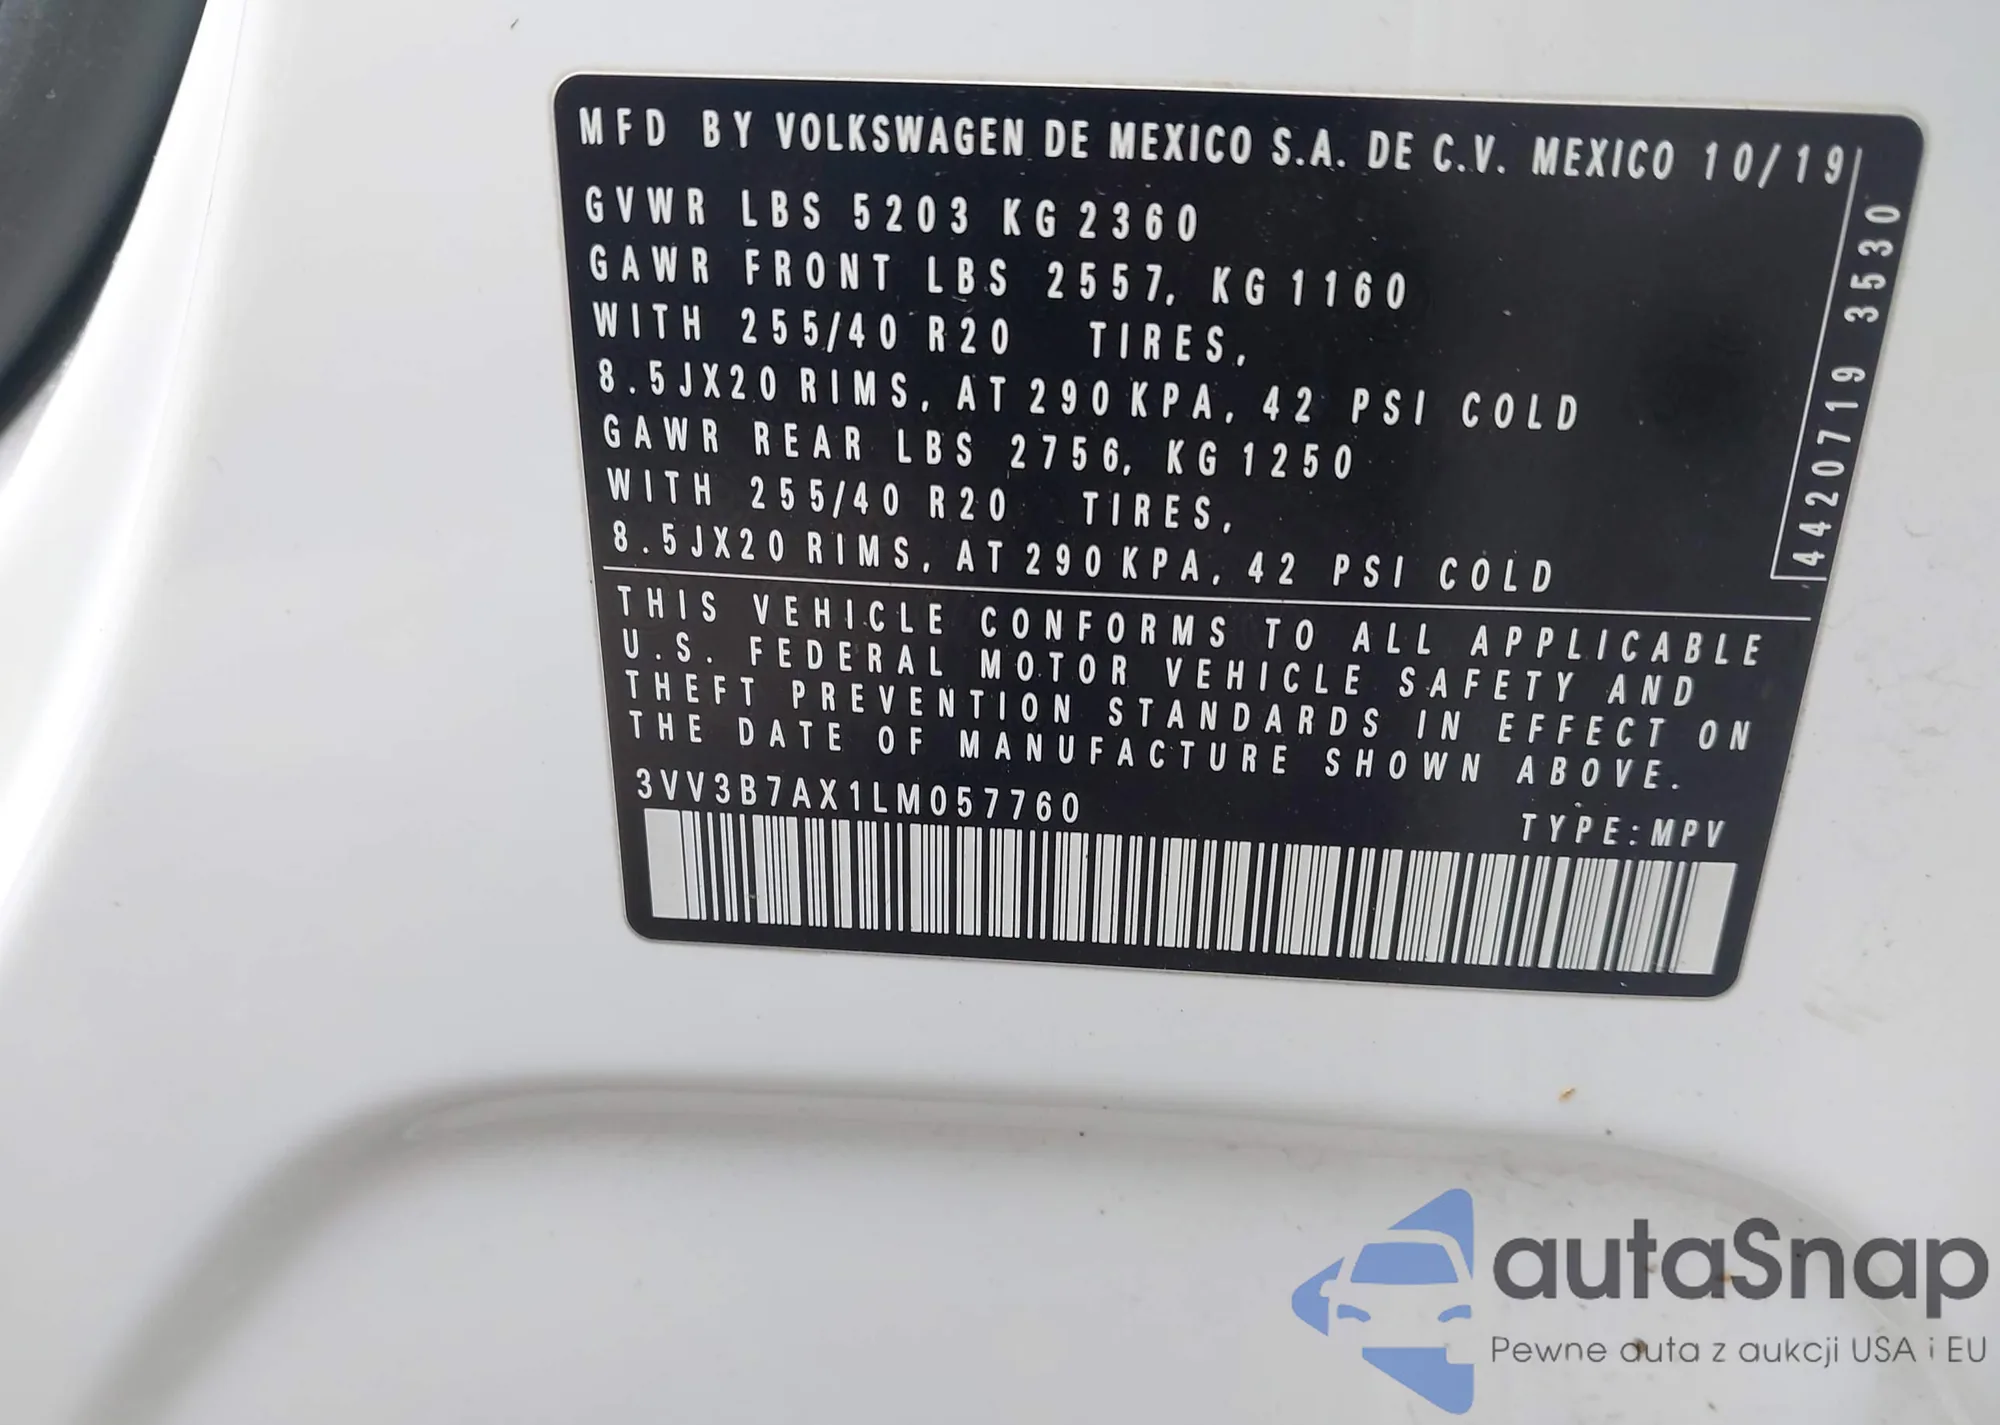 MFD BY VOLKSWAGEN DE MEXICO S.A. DE C.V. MEXICO 10/19
GVWR LBS 5203 KG 2360
GAWR FRONT LBS 2557, KG 1160
WITH 255/40 R20 TIRES,
8.5JX20 RIMS, AT 290 KPA, 42 PSI COLD
GAWR REAR LBS 2756, KG 1250
WITH 255/40 R20 TIRES,
8.5JX20 RIMS, AT 290 KPA, 42 PSI COLD
4420719 3530
THIS VEHICLE CONFORMS TO ALL APPLICABLE
U.S. FEDERAL MOTOR VEHICLE SAFETY AND
THEFT PREVENTION STANDARDS IN EFFECT ON
THE DATE OF MANUFACTURE SHOWN ABOVE.
3VV3B7AX1LM057760
TYPE:MPV
autaSnap
Pewne auta z aukcji USA i EU